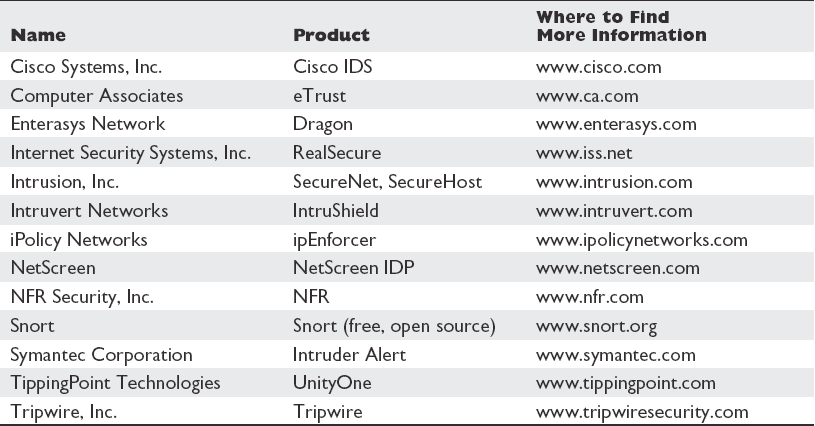 Where to Find
Name Product More Information
Cisco Systems, Inc. Cisco IDS www.cisco.com
Computer Associates eTrust www.ca.com
Enterasys Network Dragon www.enterasys.com
Internet Security Systems, Inc. RealSecure www.iss.net
Intrusion, Inc. SecureNet, SecureHost www.intrusion.com
Intruvert Networks IntruShield www.intruvert.com
iPolicy Networks ipEnforcer www.ipolicynetworks.com
NetScreen NetScreen IDP www.netscreen.com
NFR Security, Inc. NFR www.nfr.com
Snort Snort (free, open source) www.snort.org
Symantec Corporation Intruder Alert www.symantec.com
TippingPoint Technologies UnityOne www.tippingpoint.com
Tripwire, Inc. Tripwire www.tripwiresecurity.com